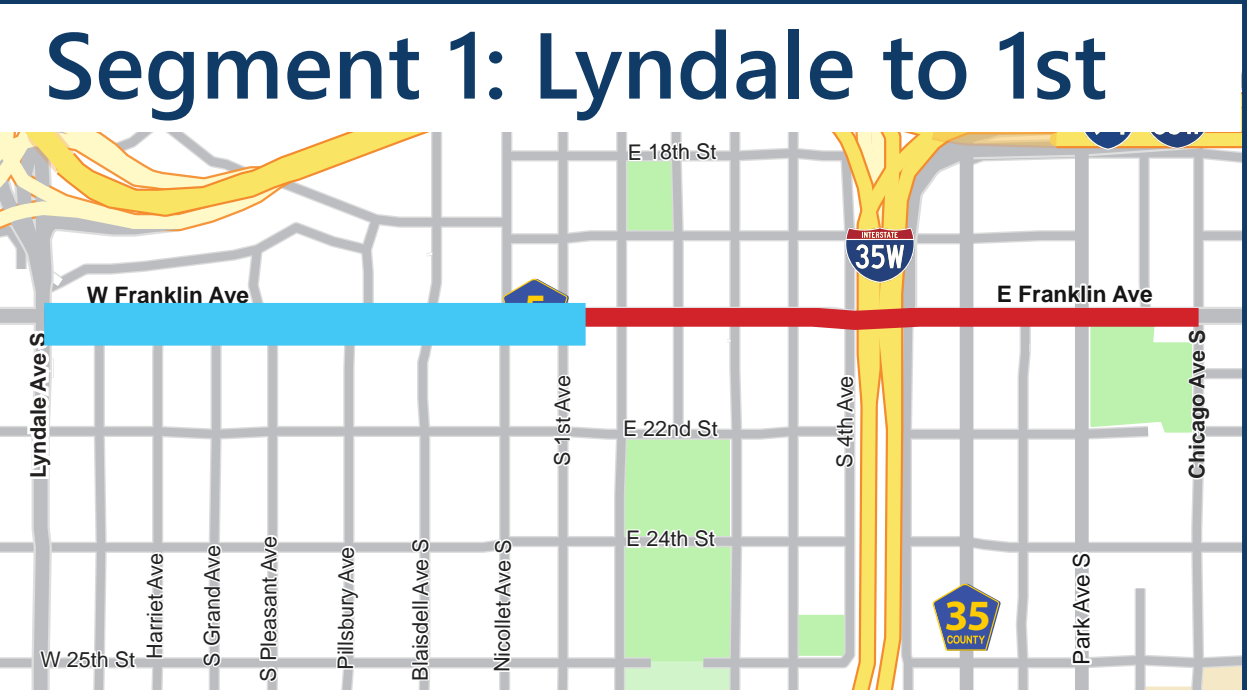 Segment 1: Lyndale to 1st
E 18th St
INTERSTATE
35W
W Franklin Ave
E Franklin Ave
Lyndale Ave S
S 1st Ave
S 4th Ave
Chicago Ave S
E 22nd St
E 24th St
Harriet Ave
S Grand Ave
S Pleasant Ave
Pillsbury Ave
Blaisdell Ave S
Nicollet Ave S
Park Ave S
35
COUNTY
W 25th St